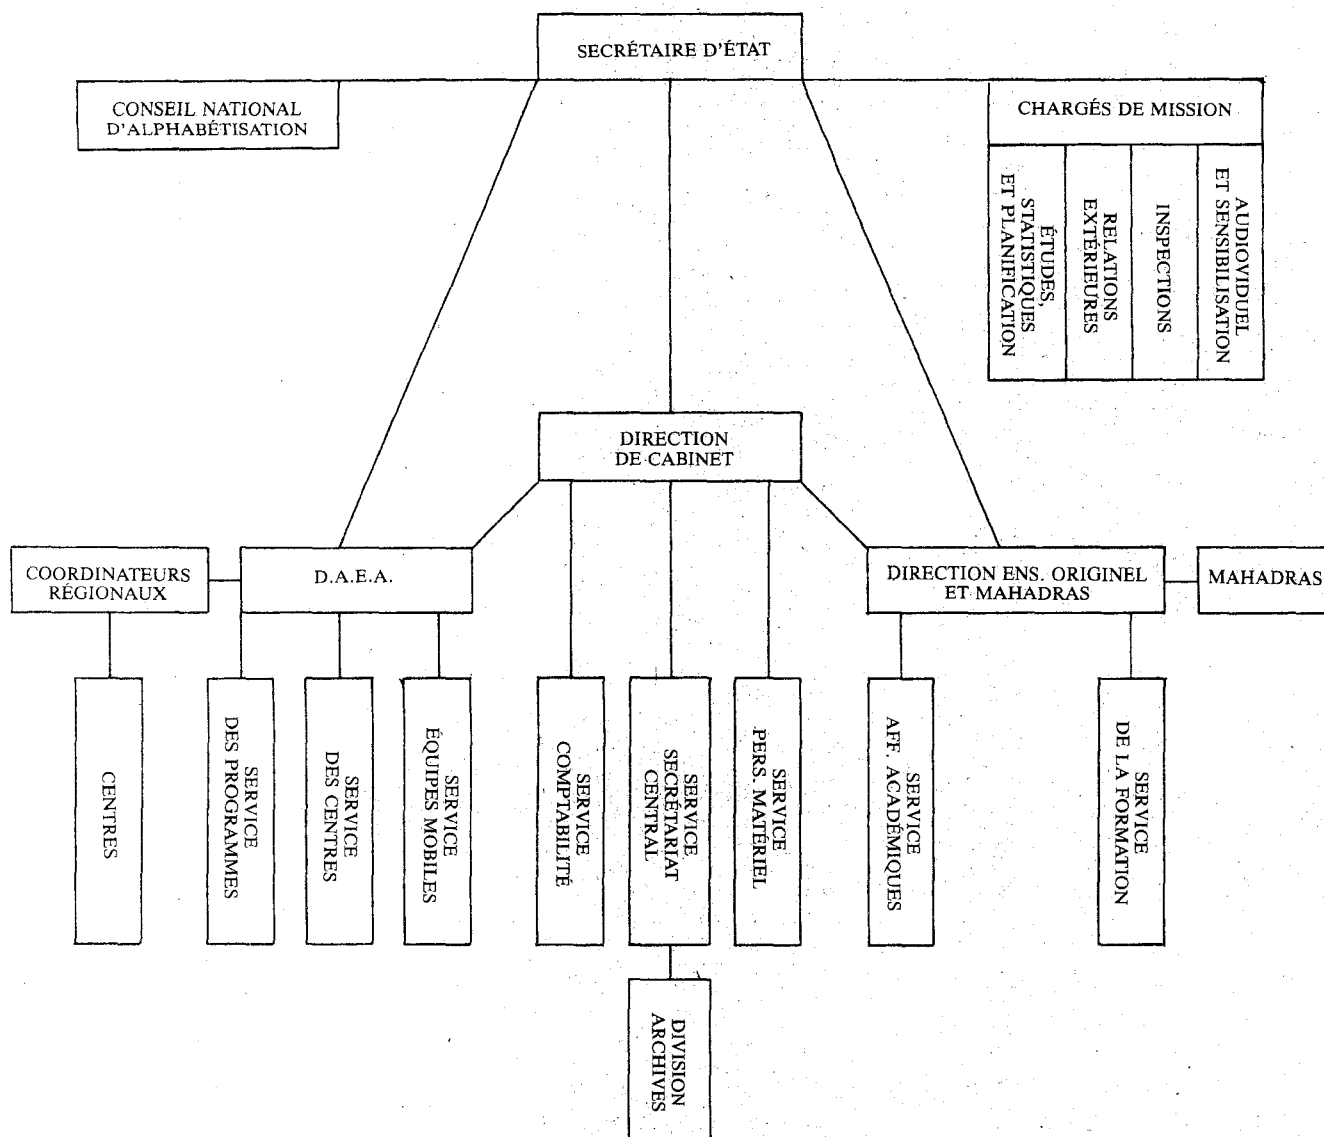 SECRÉTAIRE D'ÉTAT
CONSEIL NATIONAL
D'ALPHABÉTISATION
CHARGÉS DE MISSION
ÉTUDES,
STATISTIQUES
ET PLANIFICATION
RELATIONS
EXTÉRIEURES
INSPECTIONS
AUDIOVIDUEL
ET SENSIBILISATION
DIRECTION
DE CABINET
COORDINATEURS
RÉGIONAUX
D.A.E.A.
DIRECTION ENS. ORIGINEL
ET MAHADRAS
MAHADRAS
CENTRES
SERVICE
DES PROGRAMMES
SERVICE
DES CENTRES
SERVICE
ÉQUIPES MOBILES
SERVICE
COMPTABILITÉ
SERVICE
SECRÉTARIAT
CENTRAL
SERVICE
PERS. MATÉRIEL
SERVICE
AFF. ACADÉMIQUES
SERVICE
DE LA FORMATION
DIVISION
ARCHIVES